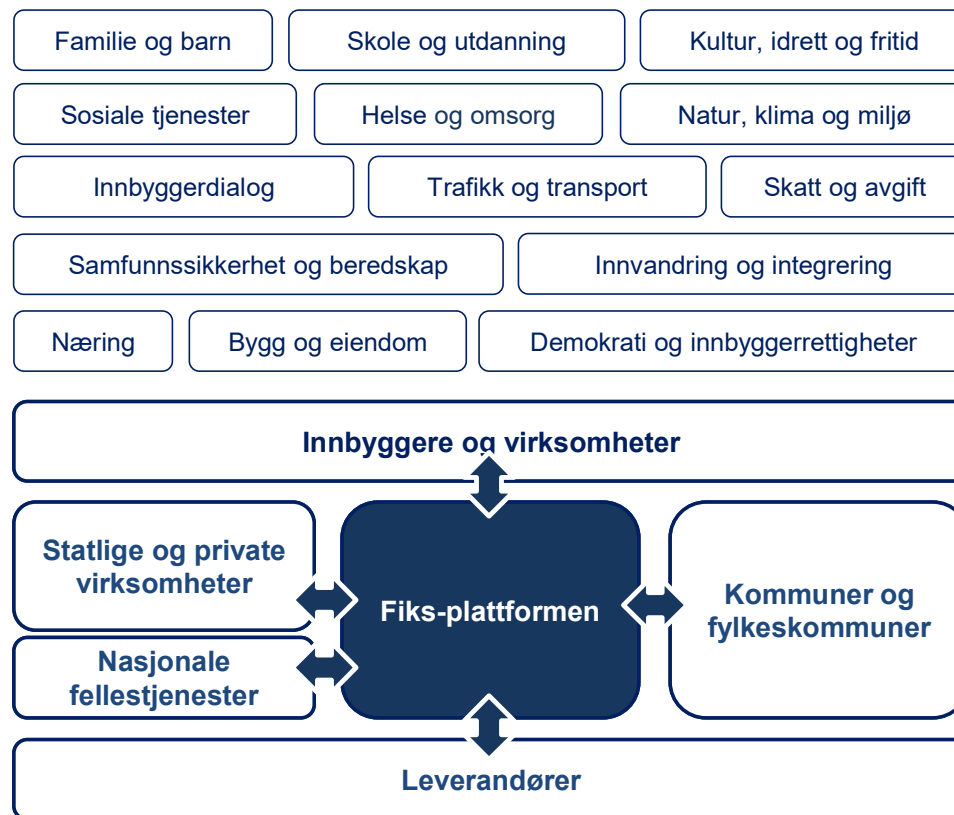 Familie og barn
Skole og utdanning
Kultur, idrett og fritid
Sosiale tjenester
Helse og omsorg
Natur, klima og miljø
Innbyggerdialog
Trafikk og transport
Skatt og avgift
Samfunnssikkerhet og beredskap
Innvandring og integrering
Næring
Bygg og eiendom
Demokrati og innbyggerrettigheter
Innbyggere og virksomheter
Statlige og private
virksomheter
Nasjonale
fellestjenester
Fiks-plattformen
Kommuner og
fylkeskommuner
Leverandører